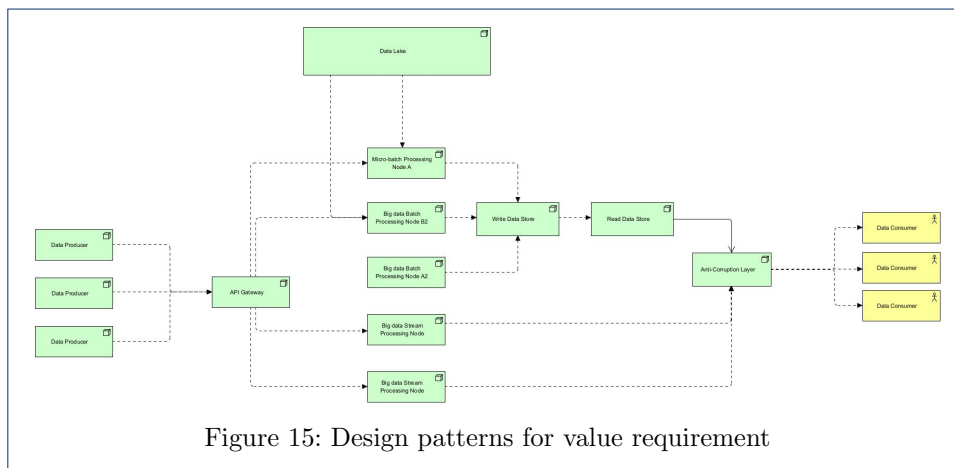 Data Lake
Micro-batch Processing
Node A
Big data Batch
Processing Node B2
Write Data Store
Read Data Store
Data Consumer
Data Producer
Big data Batch
Processing Node A2
Anti-Corruption Layer
Data Consumer
Data Producer
API Gateway
Data Consumer
Big data Stream
Processing Node
Data Producer
Big data Stream
Processing Node
Figure 15: Design patterns for value requirement